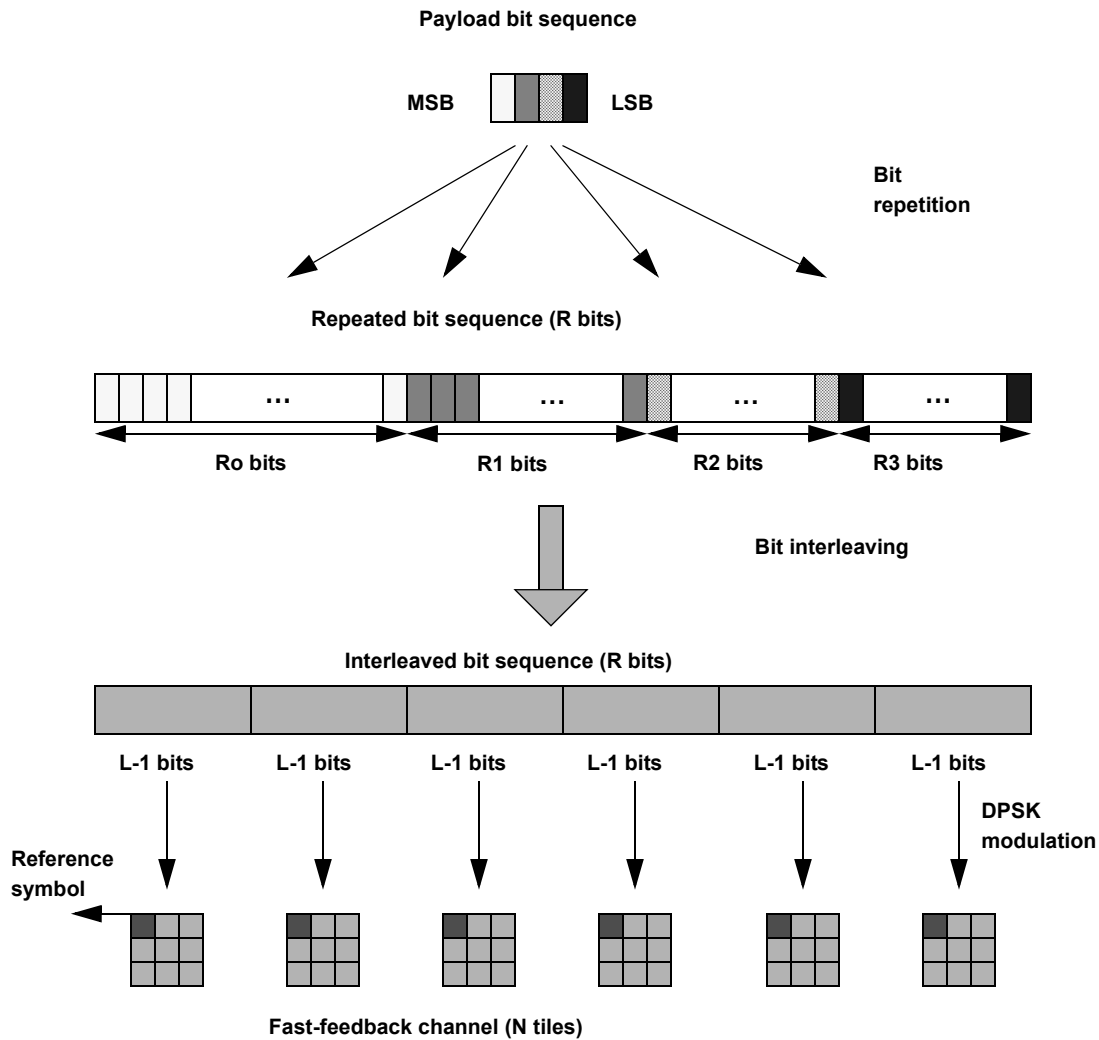 Payload bit sequence
MSB
LSB
Bit
repetition
Repeated bit sequence (R bits)
... ... ... ...
Ro bits R1 bits R2 bits R3 bits
Bit interleaving
Interleaved bit sequence (R bits)
L-1 bits L-1 bits L-1 bits L-1 bits L-1 bits L-1 bits
DPSK
modulation
Reference
symbol
Fast-feedback channel (N tiles)